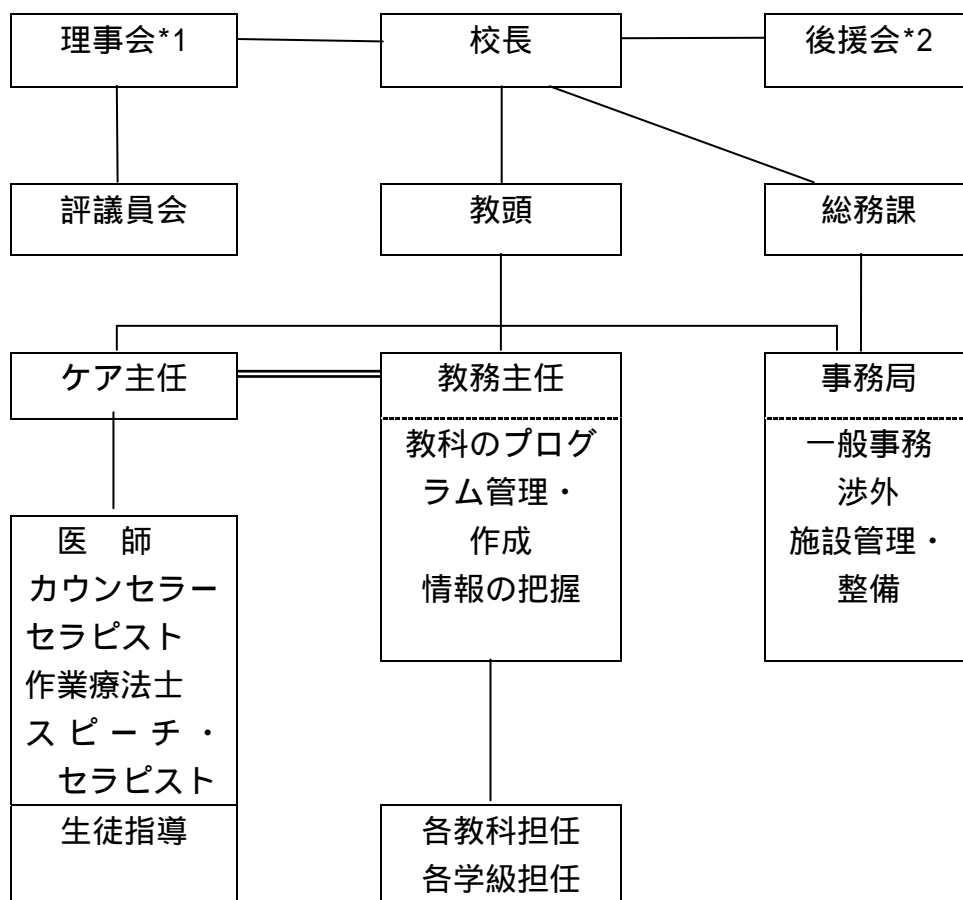 理事会*1
校長
後援会*2
評議員会
教頭
総務課
ケア主任
教務主任
事務局
教科のプログ
ラム管理・
作成
情報の把握
一般事務
渉外
施設管理・
整備
医　師
カウンセラー
セラピスト
作業療法士
スピーチ・
セラピスト
生徒指導
各教科担任
各学級担任